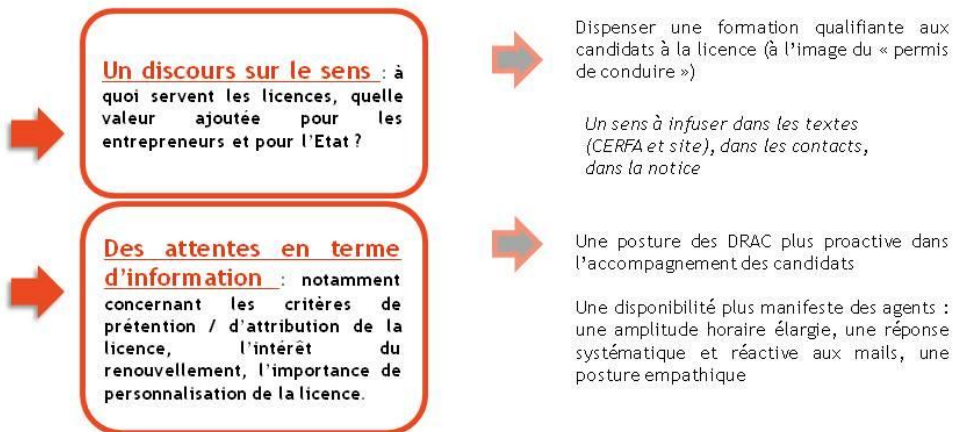 Un discours sur le sens : à
quoi servent les licences, quelle
valeur ajoutée pour les
entrepreneurs et pour l'Etat ?
Dispenser une formation qualifiante aux
candidats à la licence (à l'image du « permis
de conduire »)
Un sens à infuser dans les textes
(CERFA et site), dans les contacts,
dans la notice
Des attentes en terme
d'information : notamment
concernant les critères de
prétention / d'attribution de la
licence, l'intérêt du
renouvellement, l'importance de
personnalisation de la licence.
Une posture des DRAC plus proactive dans
l'accompagnement des candidats
Une disponibilité plus manifeste des agents :
une amplitude horaire élargie, une réponse
systématique et réactive aux mails, une
posture empathique